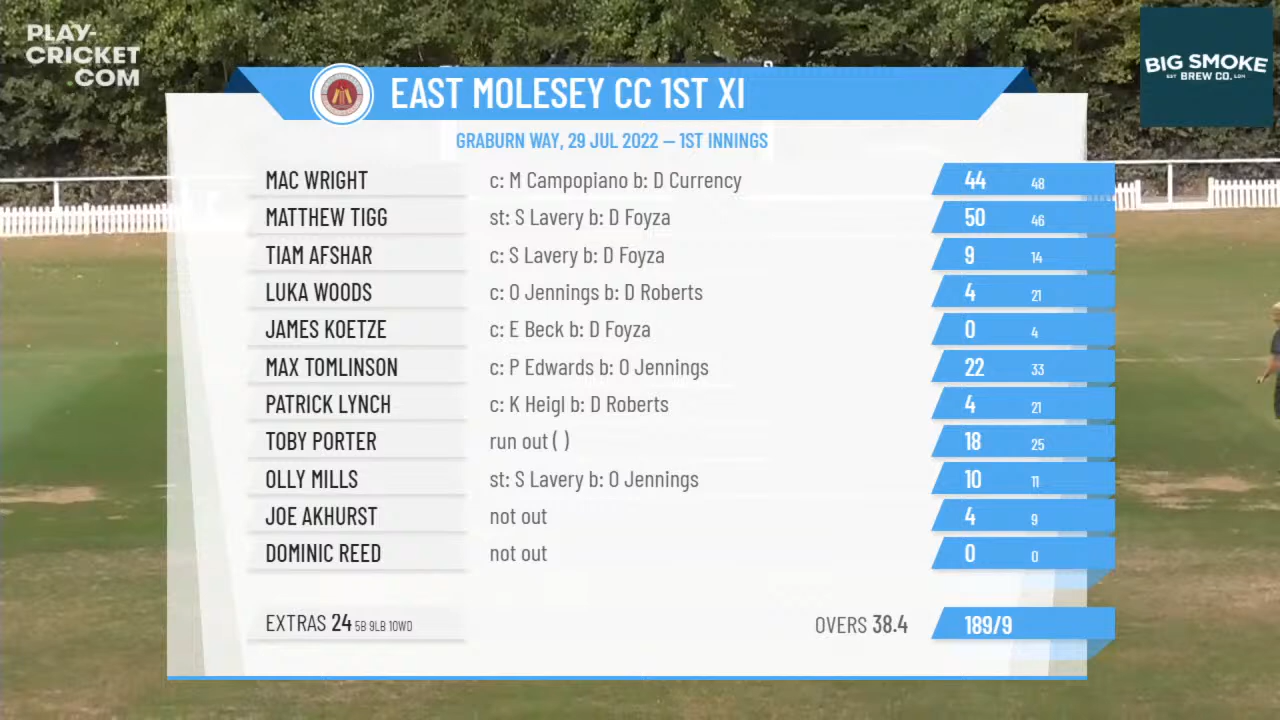 PLAY-
CRICKET
COM
BIG SMOKE
EST BREW CO. LDN
EAST MOLESEY CC 1ST XI
GRABURN WAY, 29 JUL 2022 – 1ST INNINGS
MAC WRIGHT c: M Campopiano b: D Currency 44 48
MATTHEW TIGG st: S Lavery b: D Foyza 50 46
TIAM AFSHAR c: S Lavery b: D Foyza 9 14
LUKA WOODS c: O Jennings b: D Roberts 4 21
JAMES KOETZE c: E Beck b: D Foyza 0 4
MAX TOMLINSON c: P Edwards b: O Jennings 22 33
PATRICK LYNCH c: K Heigl b: D Roberts 4 21
TOBY PORTER run out ( ) 18 25
OLLY MILLS st: S Lavery b: O Jennings 10 11
JOE AKHURST not out 4 9
DOMINIC REED not out 0 0
EXTRAS 24 5B 9LB 10WD OVERS 38.4 189/9